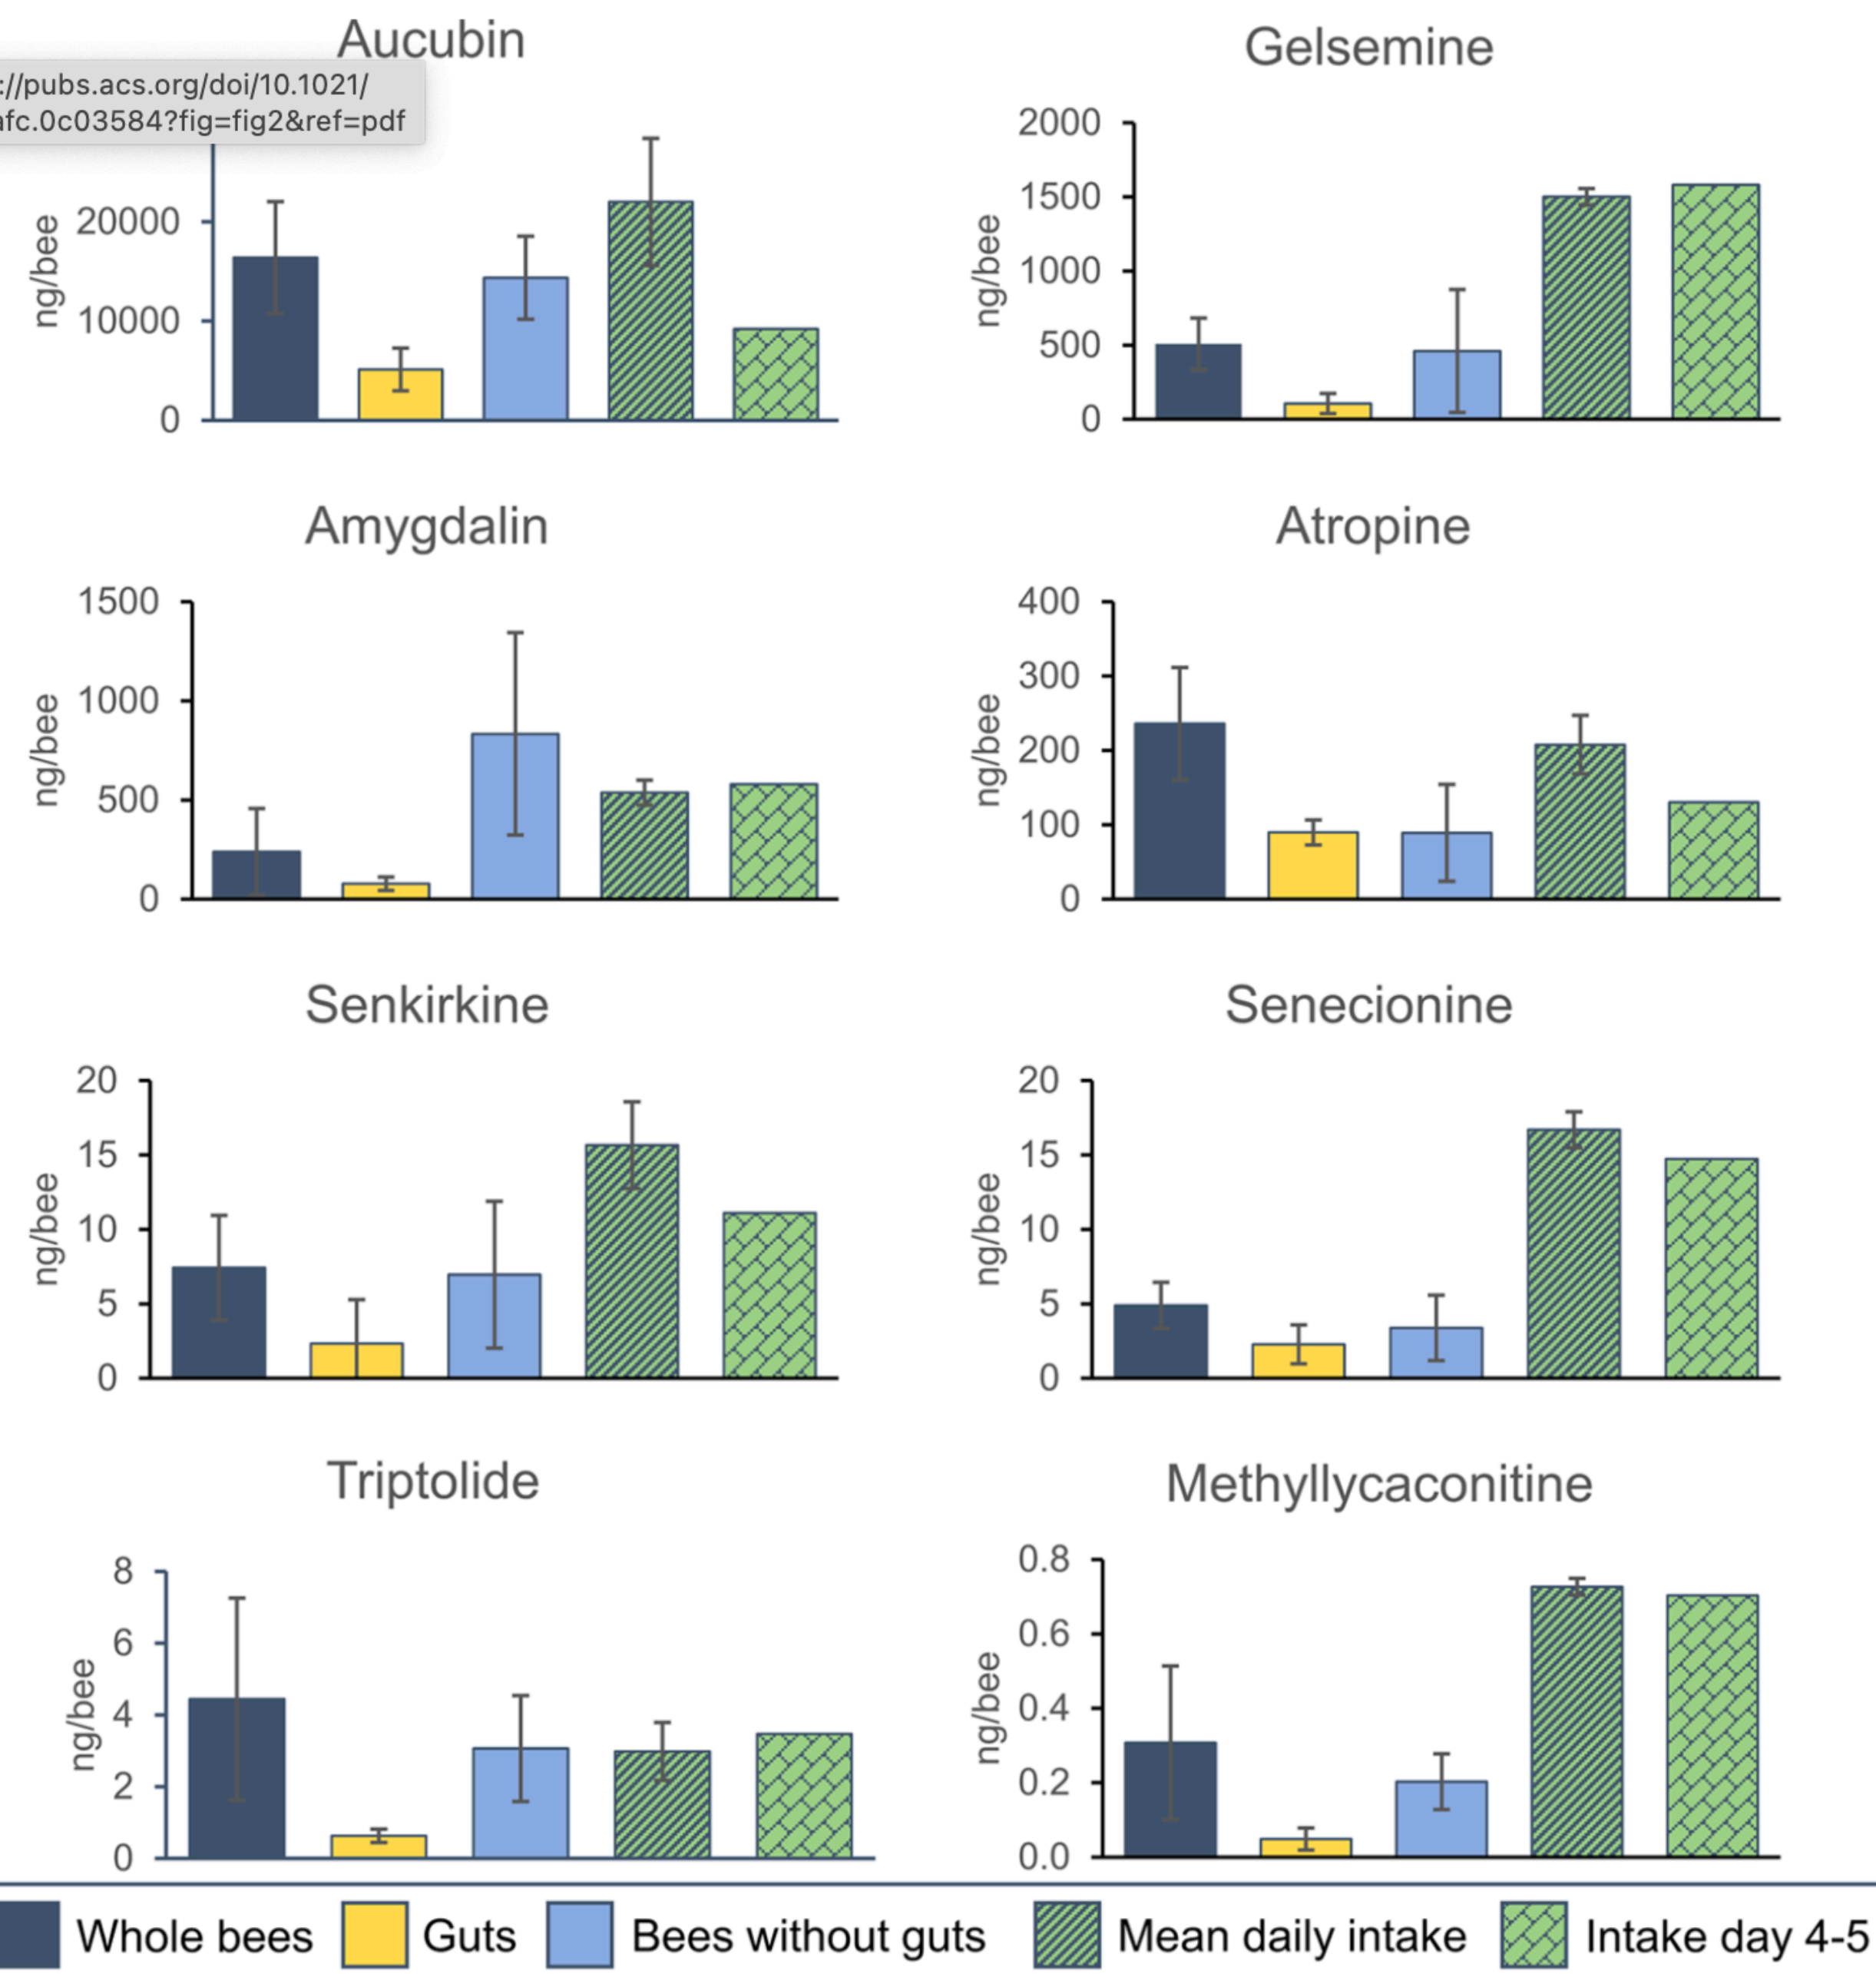 Aucubin
://pubs.acs.org/doi/10.1021/
afc.0c03584?fig=fig2&ref=pdf
ng/bee
20000
10000
0
Gelsemine
ng/bee
2000
1500
1000
500
0
Amygdalin
ng/bee
1500
1000
500
0
Atropine
ng/bee
400
300
200
100
0
Senkirkine
ng/bee
20
15
10
5
0
Senecionine
ng/bee
20
15
10
5
0
Triptolide
ng/bee
8
6
4
2
0
Methyllycaconitine
ng/bee
0.8
0.6
0.4
0.2
0.0
Whole bees Guts Bees without guts Mean daily intake Intake day 4-5